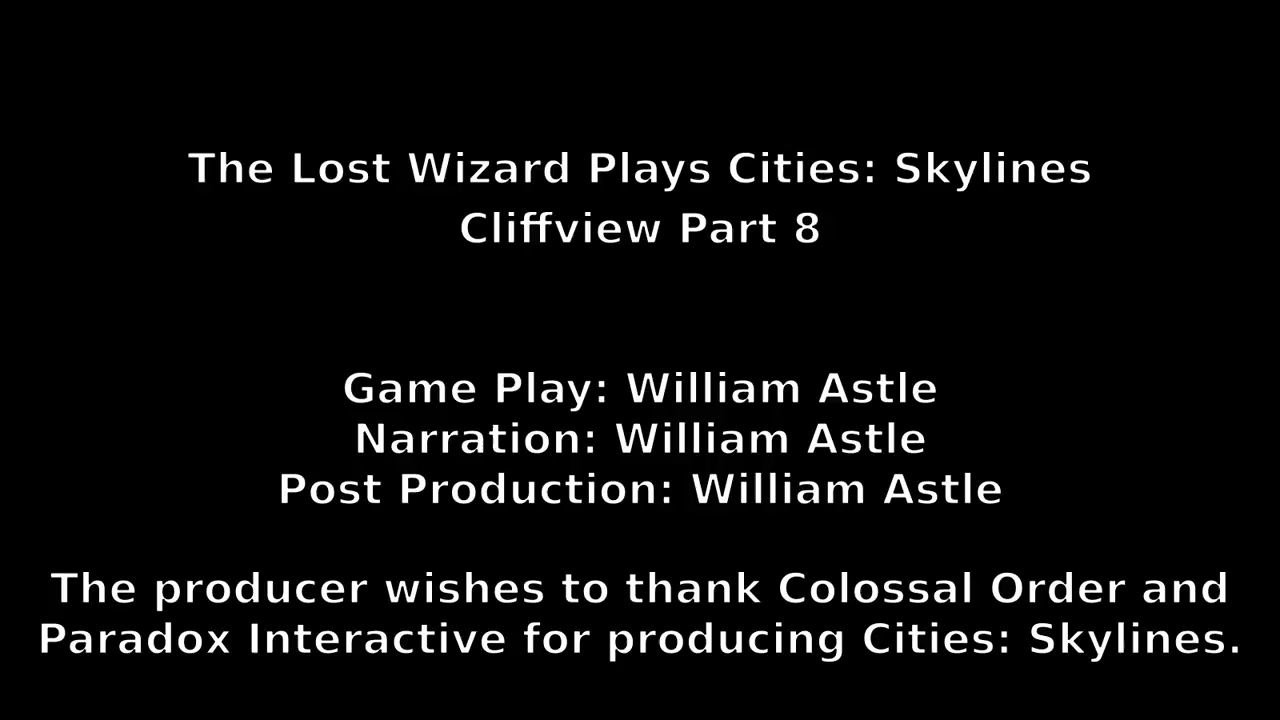 The Lost Wizard Plays Cities: Skylines
Cliffview Part 8
Game Play: William Astle
Narration: William Astle
Post Production: William Astle
The producer wishes to thank Colossal Order and
Paradox Interactive for producing Cities: Skylines.